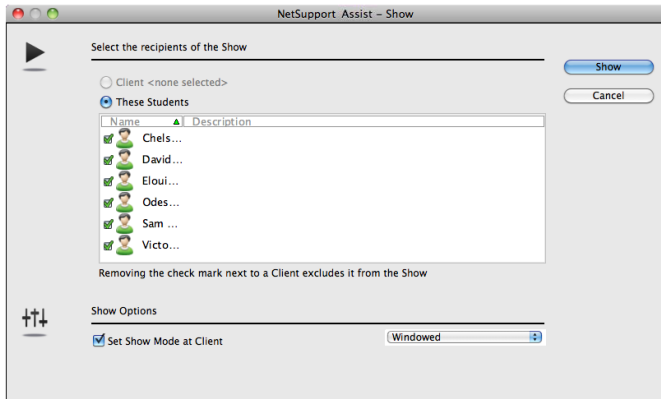 NetSupport Assist – Show
Select the recipients of the Show
Show
Client <none selected>
Cancel
These Students
Name Description
Chels...
David...
Eloui...
Odes...
Sam ...
Victo...
Removing the check mark next to a Client excludes it from the Show
Show Options
Set Show Mode at Client Windowed